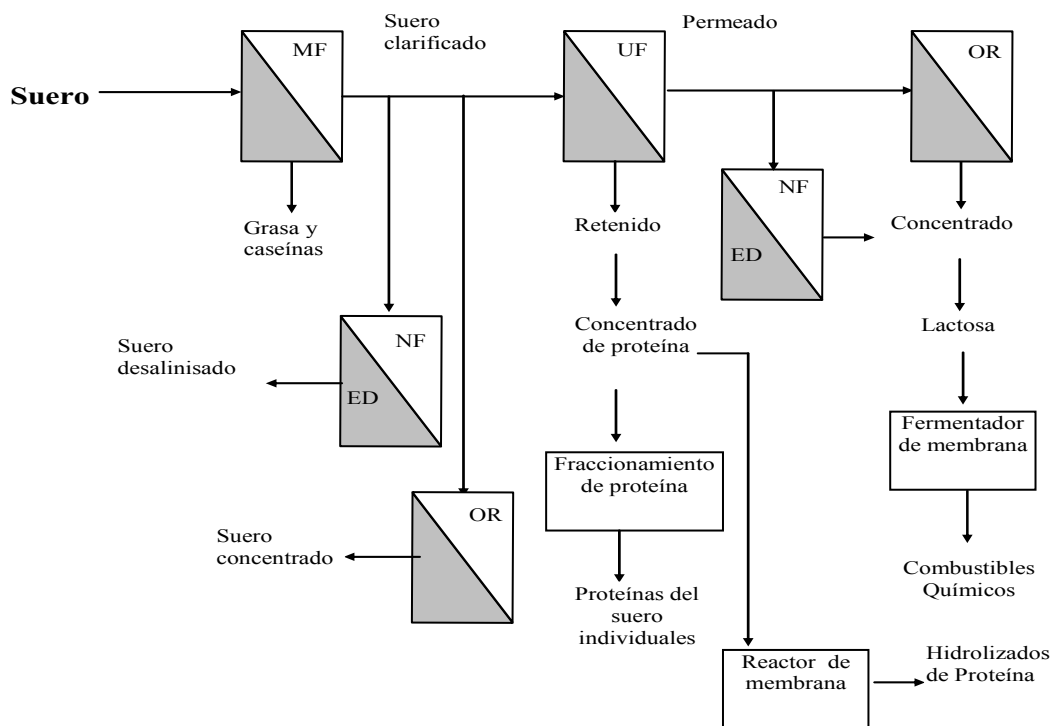 Suero
MF
Suero
clarificado
UF
Permeado
OR
Grasa y
caseínas
Retenido
NF
ED
Concentrado
Suero
desalinisado
NF
ED
Concentrado
de proteína
Lactosa
Suero
concentrado
OR
Fraccionamiento
de proteína
Fermentador
de membrana
Proteínas del
suero
individuales
Combustibles
Químicos
Reactor de
membrana
Hidrolizados
de Proteína